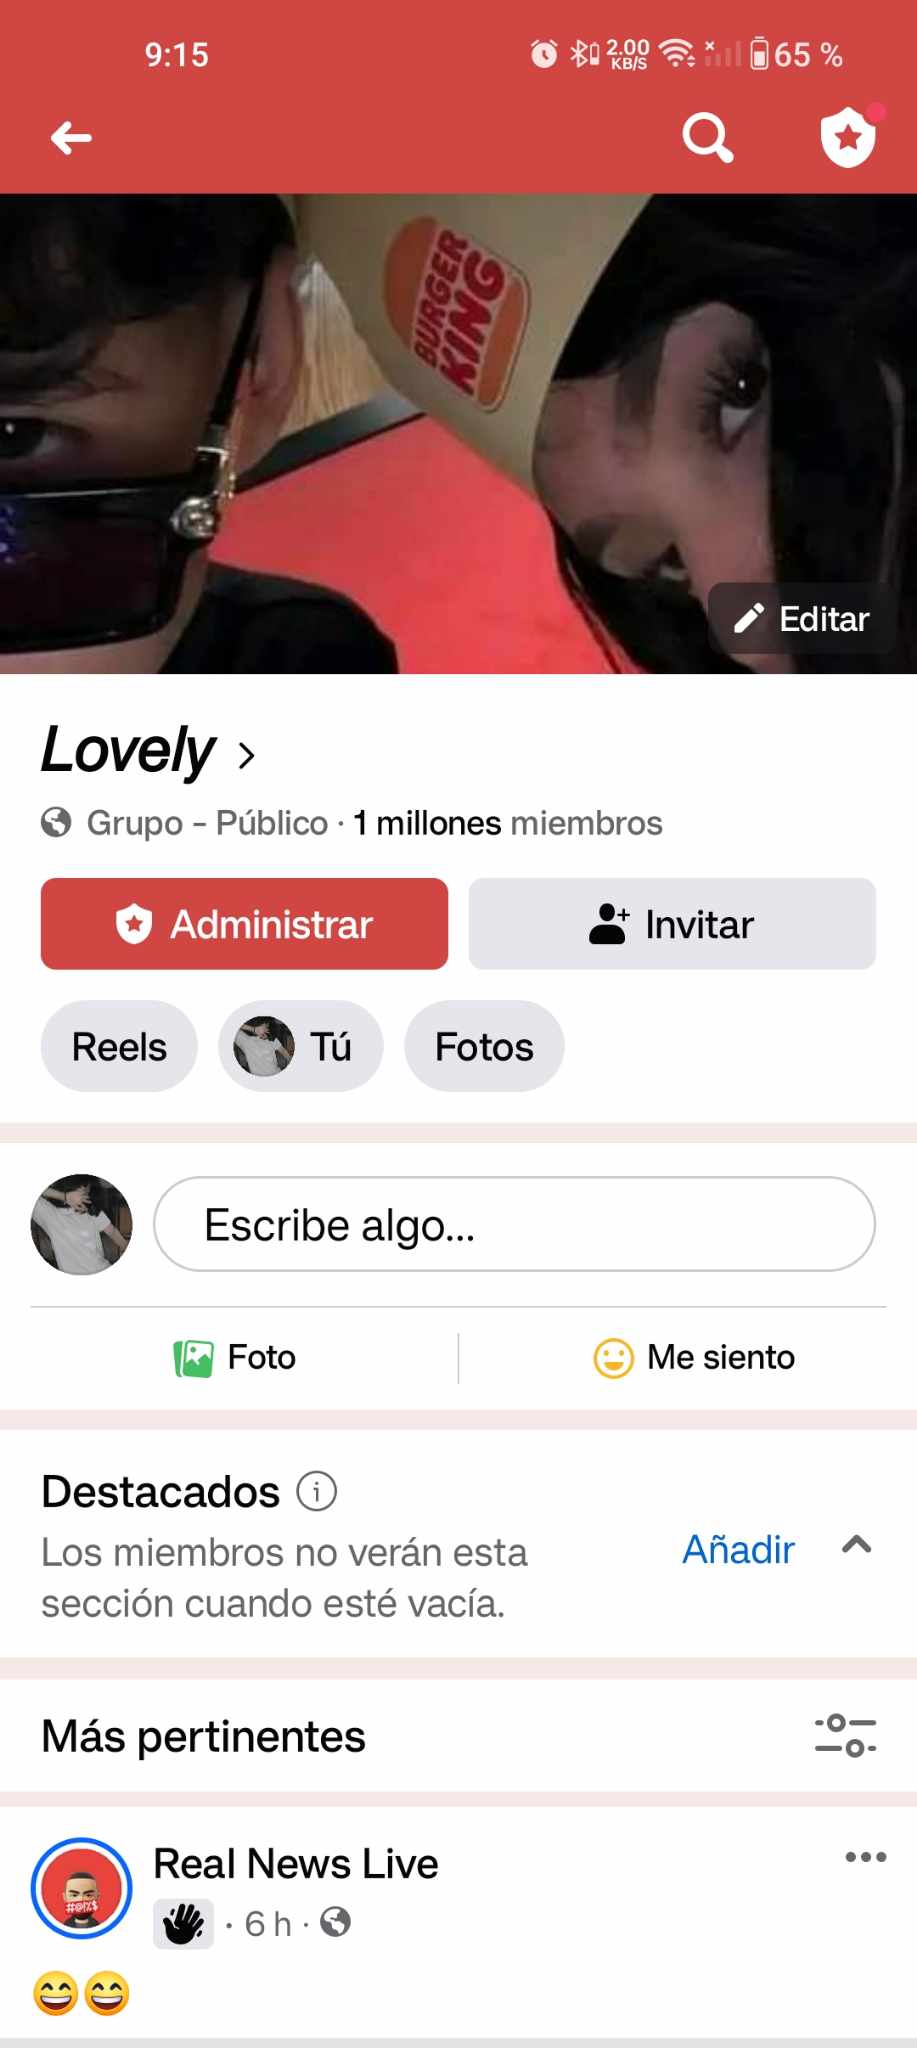 9:15
2.00 KB/S
65 %
BURGER
KING
Editar
Lovely
Grupo – Público · 1 millones miembros
Administrar
Invitar
Reels
Tú
Fotos
Escribe algo...
Foto
Me siento
Destacados
Los miembros no verán esta
sección cuando esté vacía.
Añadir
Más pertinentes
Real News Live
#@!%$
· 6 h ·